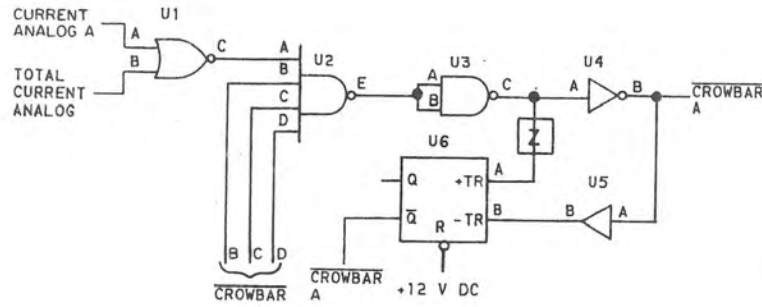 CURRENT
ANALOG A
U1
A
B
C
TOTAL
CURRENT
ANALOG
A
U2
B
C
D
E
U3
A
B
C
U4
A
B
CROWBAR
A
Z
U6
Q
+TR
A
Q
-TR
B
R
U5
B
A
B
C
D
CROWBAR
CROWBAR
A
+12 V DC